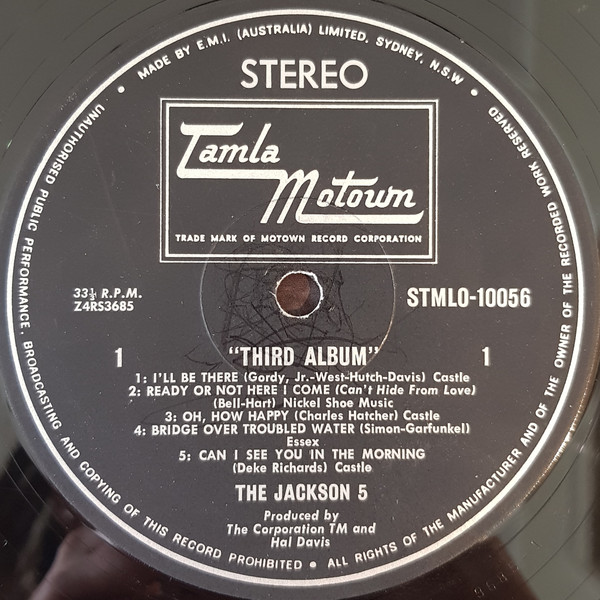 MADE BY E.M.I. (AUSTRALIA) LIMITED, SYDNEY, N.S.W •
STEREO
Tamla
Motown
TRADE MARK OF MOTOWN RECORD CORPORATION
33⅓ R.P.M.
Z4RS3685
STMLO-10056
1
"THIRD ALBUM"
1
1: I'LL BE THERE (Gordy, Jr.-West-Hutch-Davis) Castle
2: READY OR NOT HERE I COME (Can't Hide From Love)
(Bell-Hart) Nickel Shoe Music
3: OH, HOW HAPPY (Charles Hatcher) Castle
4: BRIDGE OVER TROUBLED WATER (Simon-Garfunkel)
Essex
5: CAN I SEE YOU IN THE MORNING
(Deke Richards) Castle
THE JACKSON 5
Produced by
The Corporation TM and
Hal Davis
UNAUTHORISED PUBLIC PERFORMANCE, BROADCASTING AND COPYING OF THIS RECORD PROHIBITED • ALL RIGHTS OF THE MANUFACTURER AND OF THE OWNER OF THE RECORDED WORK RESERVED •